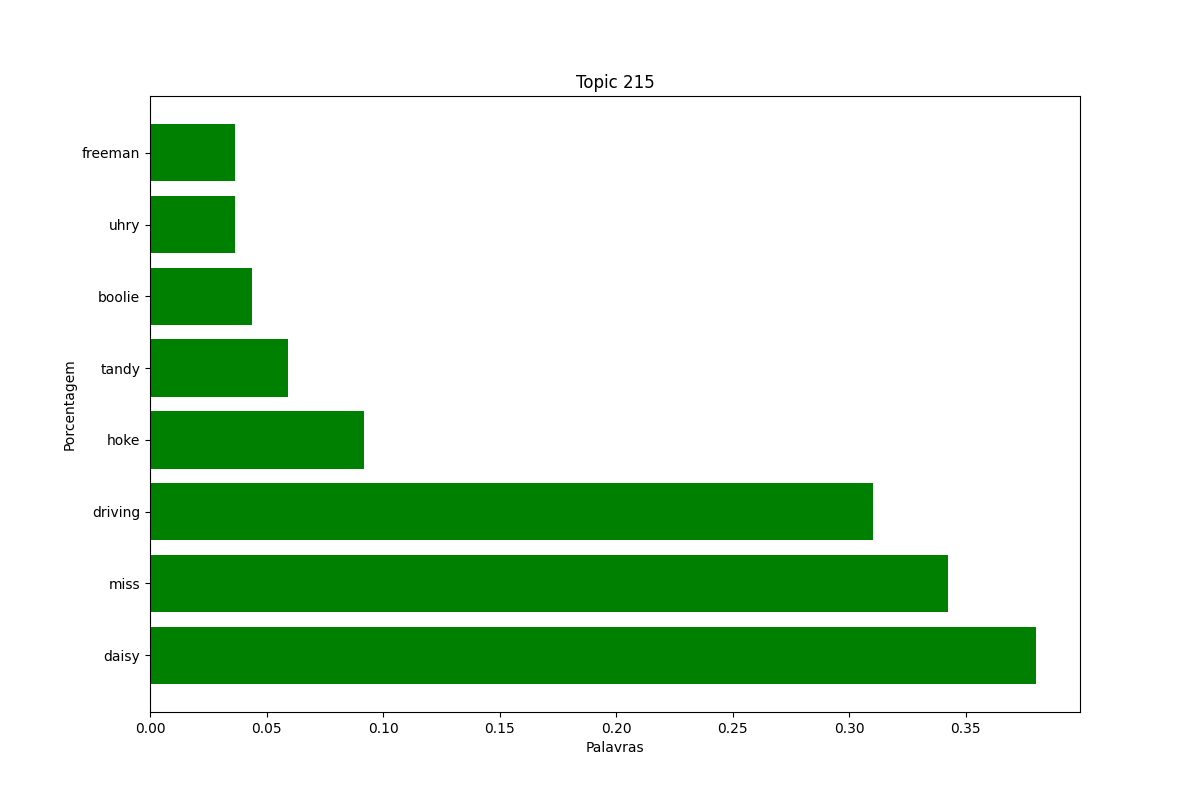 Topic 215
freeman
uhry
boolie
tandy
hoke
driving
miss
daisy
Porcentagem
0.00 0.05 0.10 0.15 0.20 0.25 0.30 0.35
Palavras